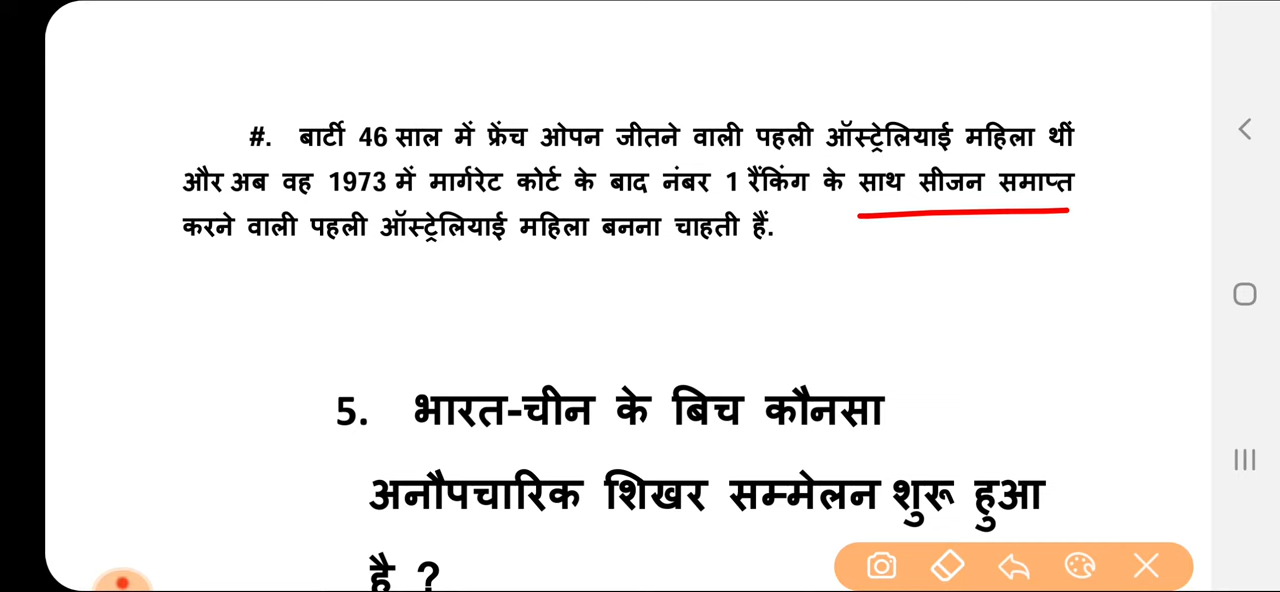 #. बार्टी 46 साल में फ्रेंच ओपन जीतने वाली पहली ऑस्ट्रेलियाई महिला थीं
और अब वह 1973 में मार्गरेट कोर्ट के बाद नंबर 1 रैंकिंग के साथ सीजन समाप्त
करने वाली पहली ऑस्ट्रेलियाई महिला बनना चाहती हैं.
5. भारत-चीन के बिच कौनसा
अनौपचारिक शिखर सम्मेलन शुरू हुआ
है ?